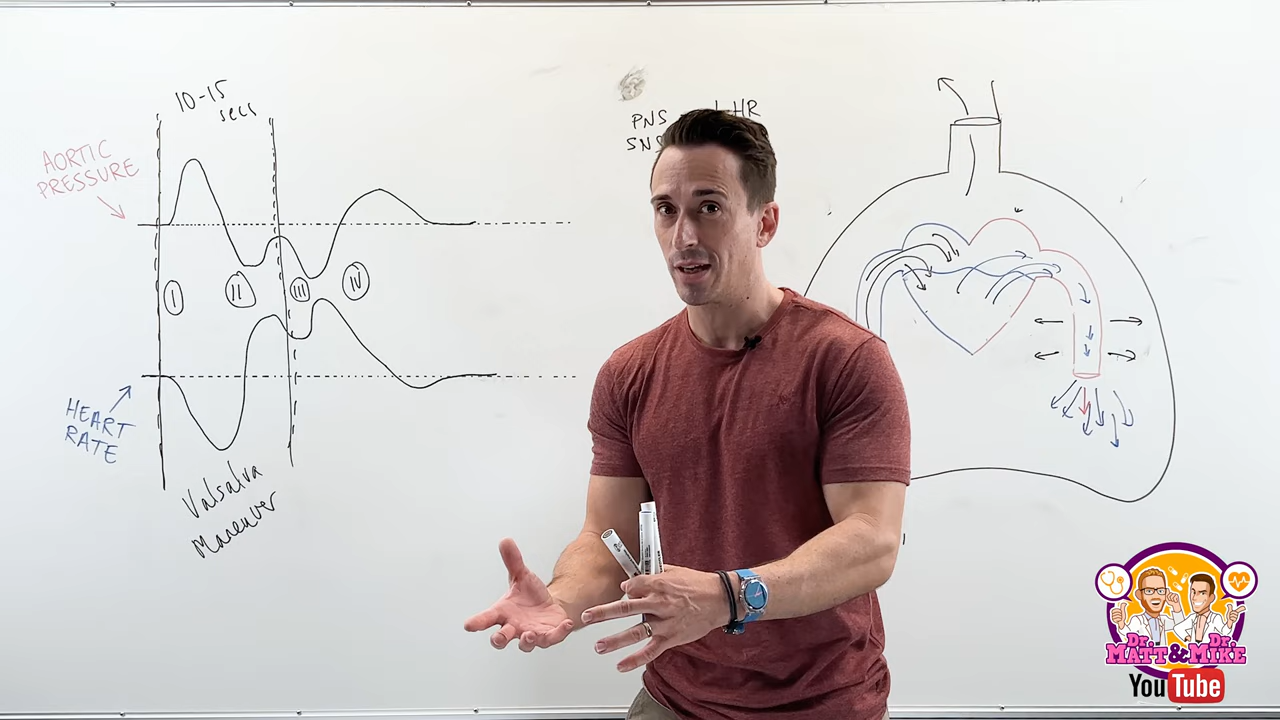 10-15
secs
AORTIC
PRESSURE
I
II
III
IV
HEART
RATE
Valsalva
Maneuver
PNS
HR
SNS
Dr. Dr.
MATT & MIKE
YouTube